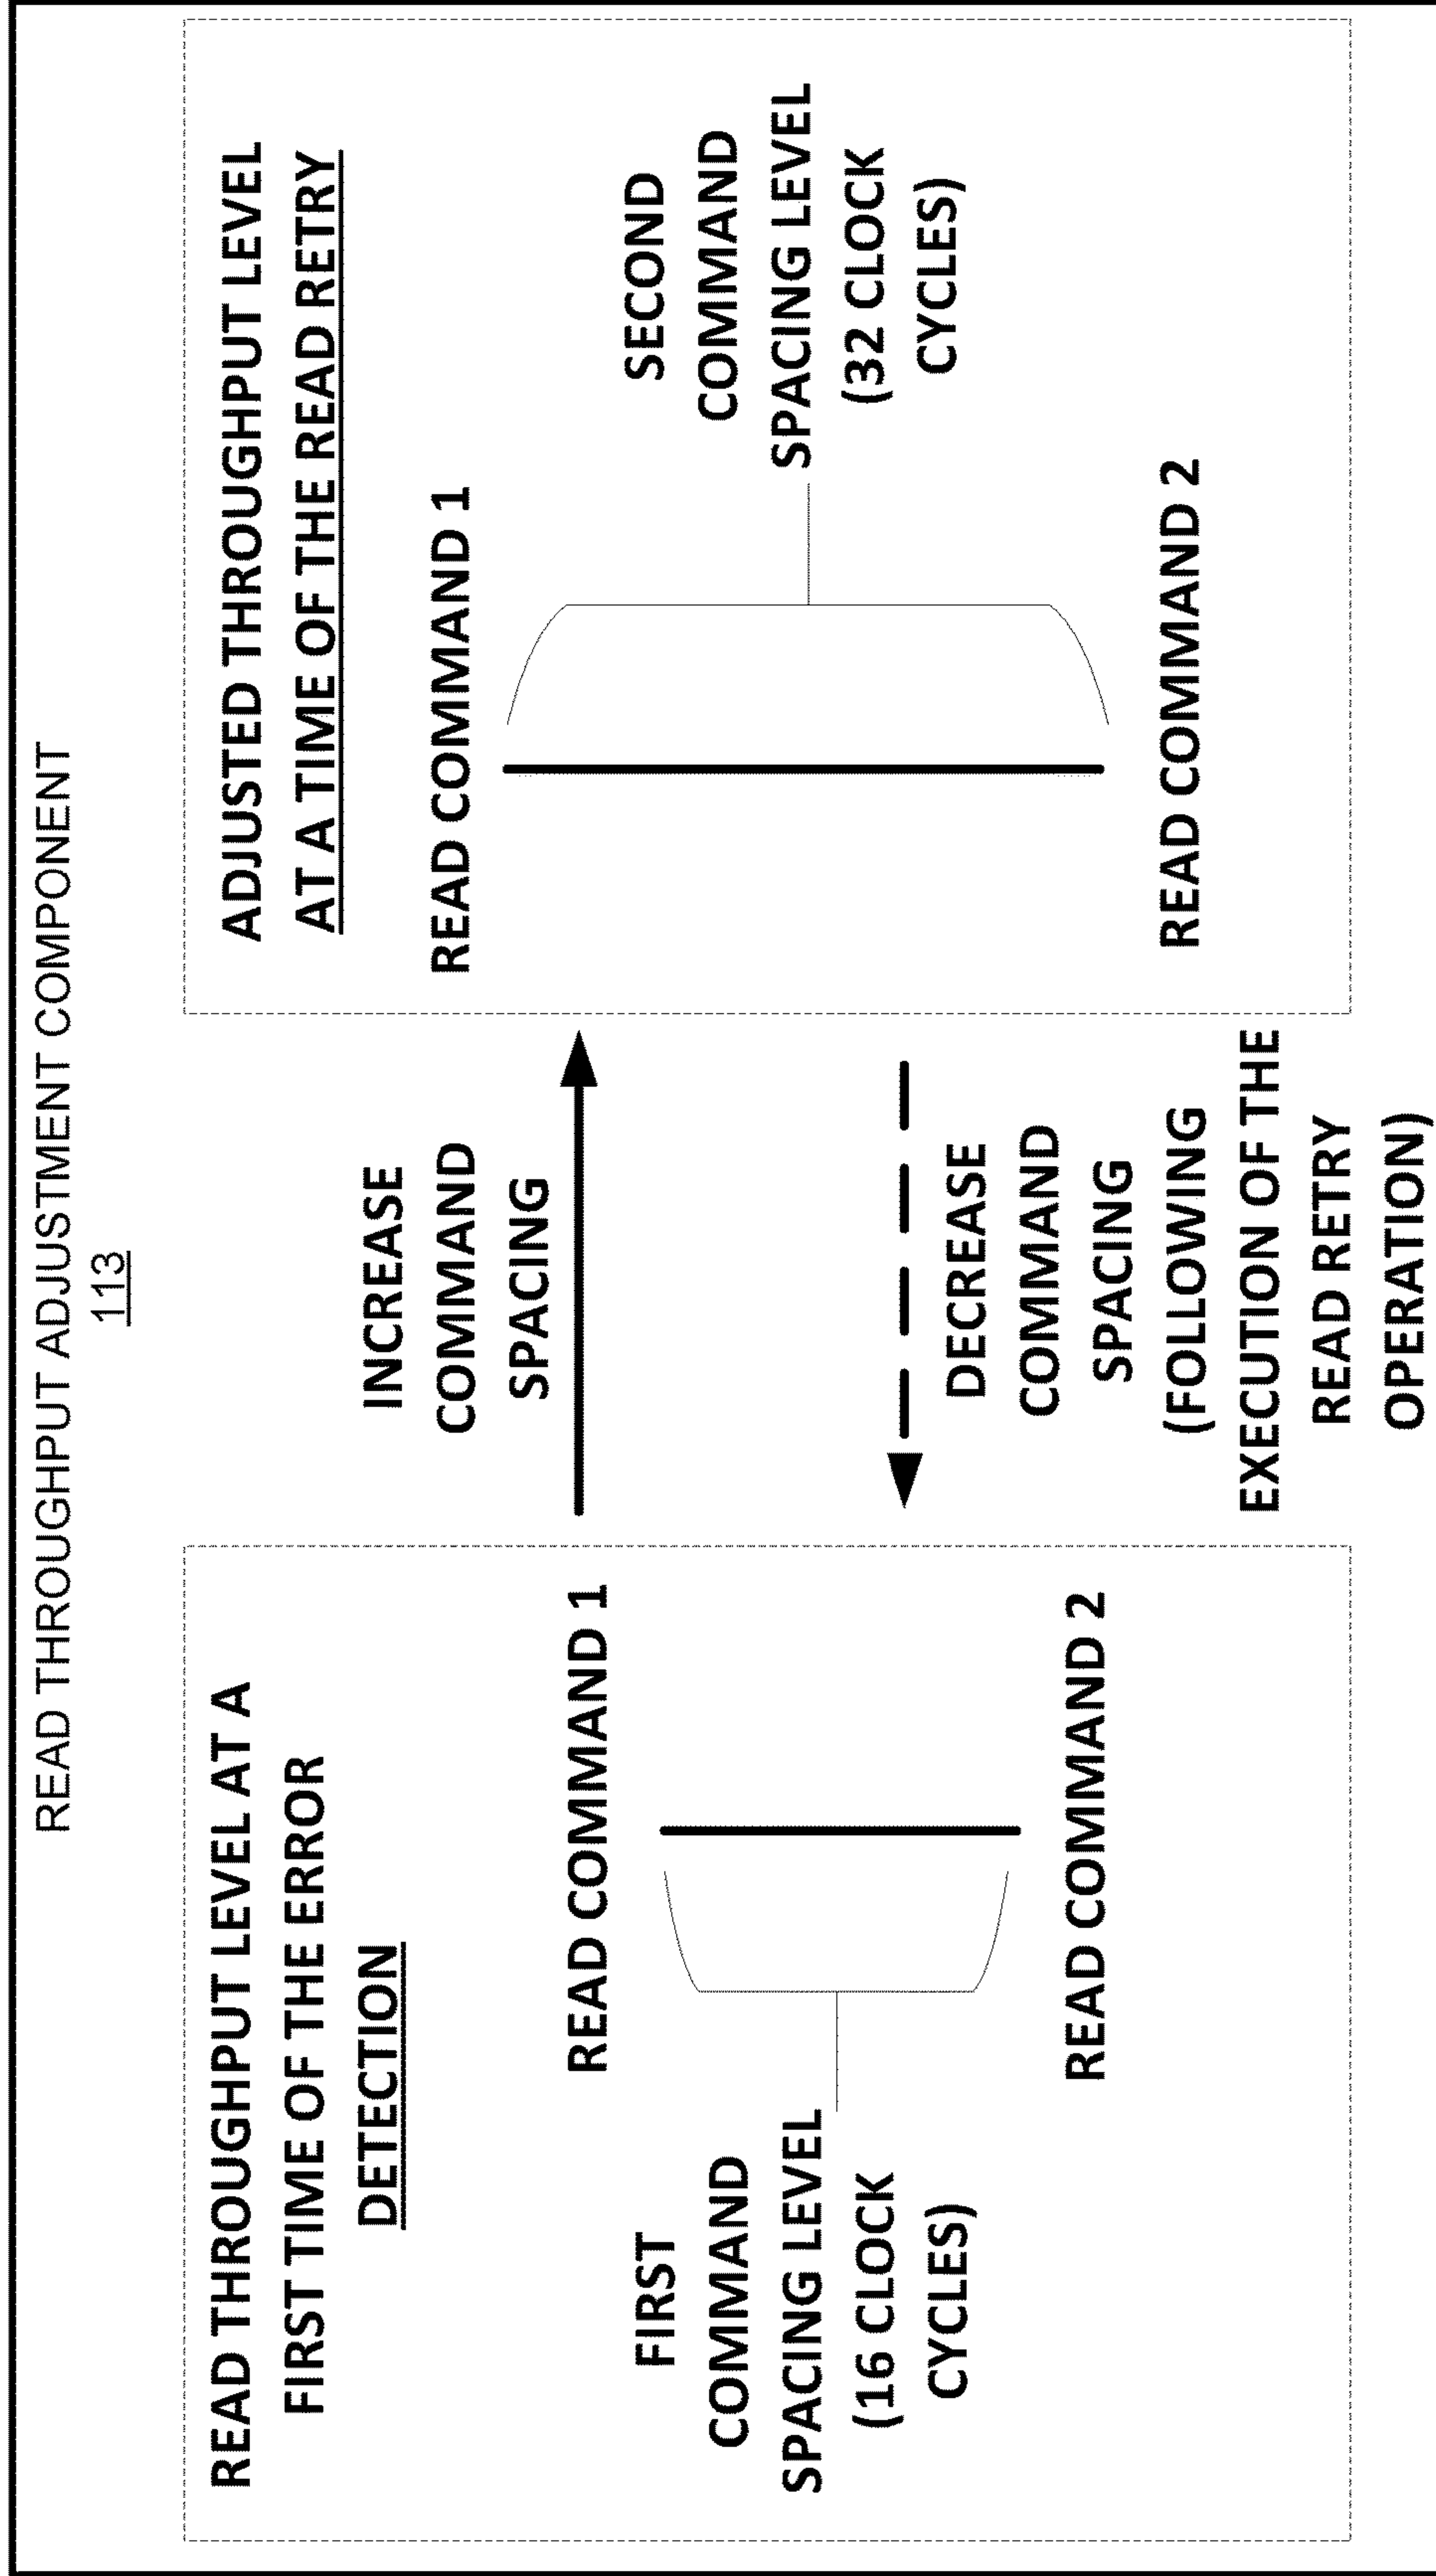 READ THROUGHPUT ADJUSTMENT COMPONENT
113
READ THROUGHPUT LEVEL AT A
FIRST TIME OF THE ERROR
DETECTION
READ COMMAND 1
FIRST
COMMAND
SPACING LEVEL
(16 CLOCK
CYCLES)
READ COMMAND 2
INCREASE
COMMAND
SPACING
DECREASE
COMMAND
SPACING
(FOLLOWING
EXECUTION OF THE
READ RETRY
OPERATION)
ADJUSTED THROUGHPUT LEVEL
AT A TIME OF THE READ RETRY
READ COMMAND 1
SECOND
COMMAND
SPACING LEVEL
(32 CLOCK
CYCLES)
READ COMMAND 2